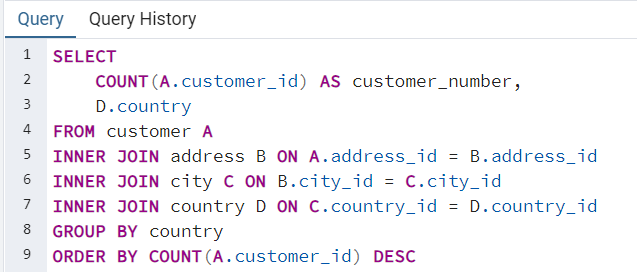 Query Query History
1 SELECT
2 COUNT(A.customer_id) AS customer_number,
3 D.country
4 FROM customer A
5 INNER JOIN address B ON A.address_id = B.address_id
6 INNER JOIN city C ON B.city_id = C.city_id
7 INNER JOIN country D ON C.country_id = D.country_id
8 GROUP BY country
9 ORDER BY COUNT(A.customer_id) DESC